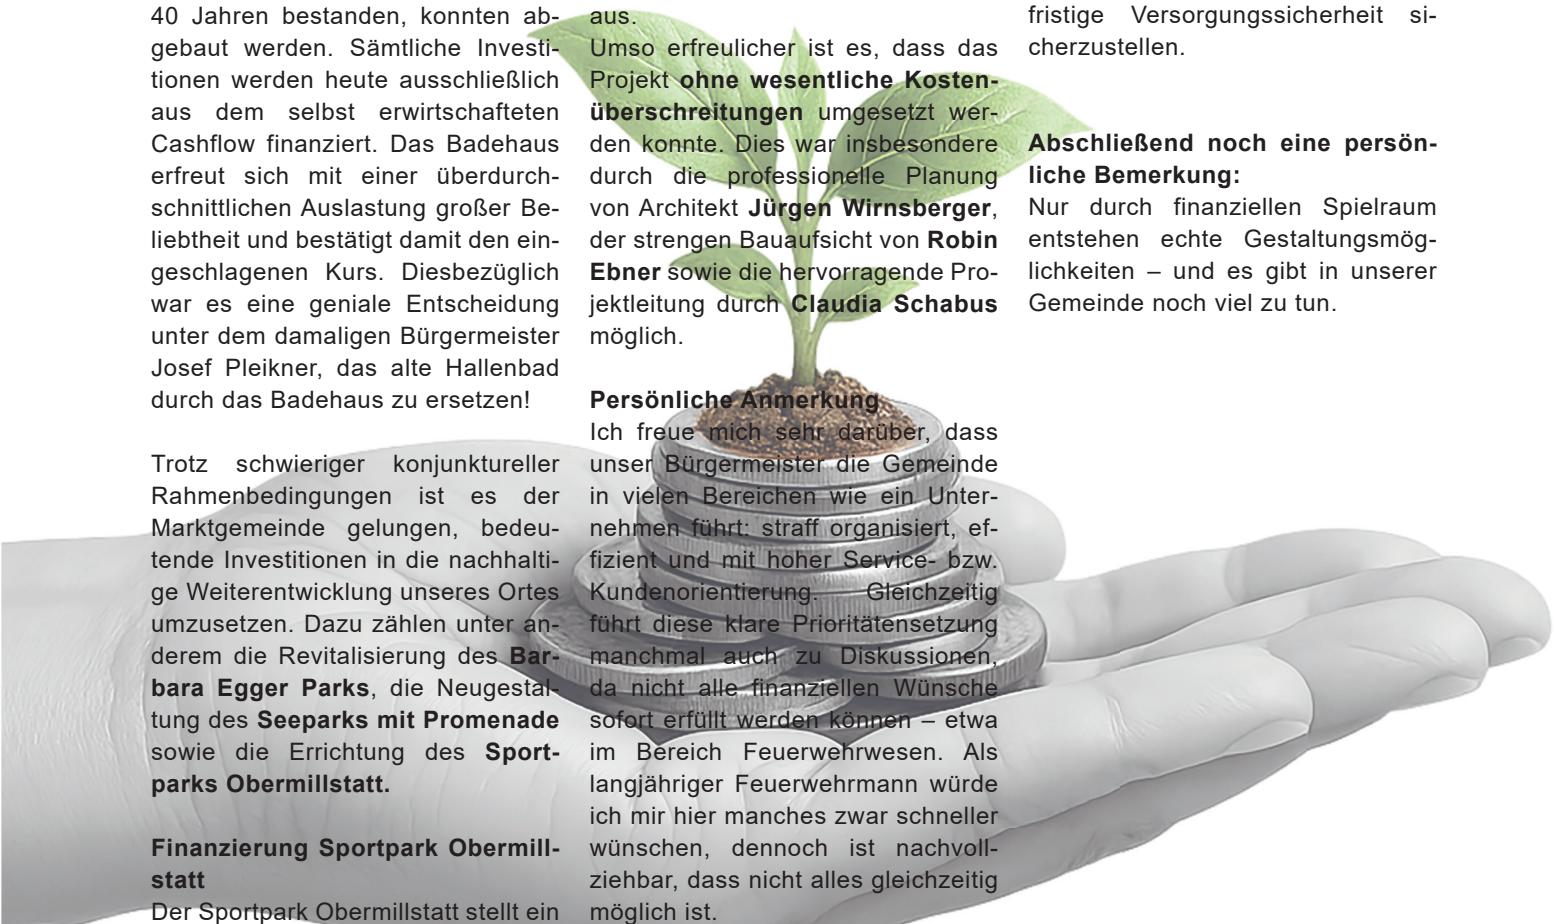 40 Jahren bestanden, konnten ab-
gebaut werden. Sämtliche Investi-
tionen werden heute ausschließlich
aus dem selbst erwirtschafteten
Cashflow finanziert. Das Badehaus
erfreut sich mit einer überdurch-
schnittlichen Auslastung großer Be-
liebtheit und bestätigt damit den ein-
geschlagenen Kurs. Diesbezüglich
war es eine geniale Entscheidung
unter dem damaligen Bürgermeister
Josef Pleikner, das alte Hallenbad
durch das Badehaus zu ersetzen!
Trotz schwieriger konjunktureller
Rahmenbedingungen ist es der
Marktgemeinde gelungen, bedeu-
tende Investitionen in die nachhalti-
ge Weiterentwicklung unseres Ortes
umzusetzen. Dazu zählen unter an-
derem die Revitalisierung des Bar-
bara Egger Parks, die Neugestal-
tung des Seeparks mit Promenade
sowie die Errichtung des Sport-
parks Obermillstatt.
Finanzierung Sportpark Obermill-
statt
Der Sportpark Obermillstatt stellt ein
aus.
Umso erfreulicher ist es, dass das
Projekt ohne wesentliche Kosten-
überschreitungen umgesetzt wer-
den konnte. Dies war insbesondere
durch die professionelle Planung
von Architekt Jürgen Wirnsberger,
der strengen Bauaufsicht von Robin
Ebner sowie die hervorragende Pro-
jektleitung durch Claudia Schabus
möglich.
Persönliche Anmerkung
Ich freue mich sehr darüber, dass
unser Bürgermeister die Gemeinde
in vielen Bereichen wie ein Unter-
nehmen führt: straff organisiert, ef-
fizient und mit hoher Service- bzw.
Kundenorientierung. Gleichzeitig
führt diese klare Prioritätensetzung
manchmal auch zu Diskussionen,
da nicht alle finanziellen Wünsche
sofort erfüllt werden können – etwa
im Bereich Feuerwehrwesen. Als
langjähriger Feuerwehrmann würde
ich mir hier manches zwar schneller
wünschen, dennoch ist nachvoll-
ziehbar, dass nicht alles gleichzeitig
möglich ist.
fristige Versorgungssicherheit si-
cherzustellen.
Abschließend noch eine persön-
liche Bemerkung:
Nur durch finanziellen Spielraum
entstehen echte Gestaltungsmög-
lichkeiten – und es gibt in unserer
Gemeinde noch viel zu tun.